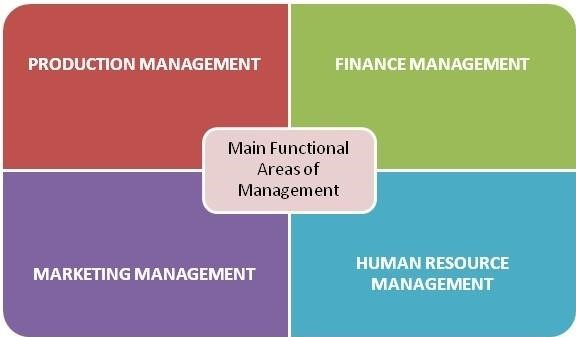 PRODUCTION MANAGEMENT
FINANCE MANAGEMENT
Main Functional
Areas of
Management
MARKETING MANAGEMENT
HUMAN RESOURCE
MANAGEMENT